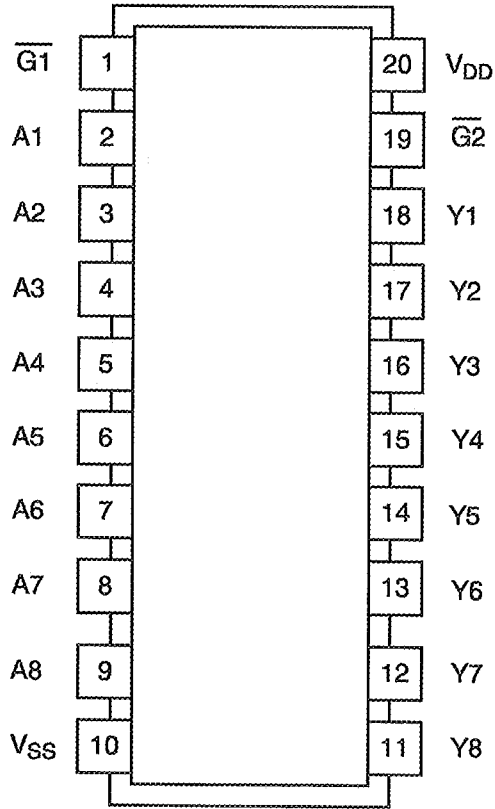 G1 1 20 VDD
A1 2 19 G2
A2 3 18 Y1
A3 4 17 Y2
A4 5 16 Y3
A5 6 15 Y4
A6 7 14 Y5
A7 8 13 Y6
A8 9 12 Y7
VSS 10 11 Y8